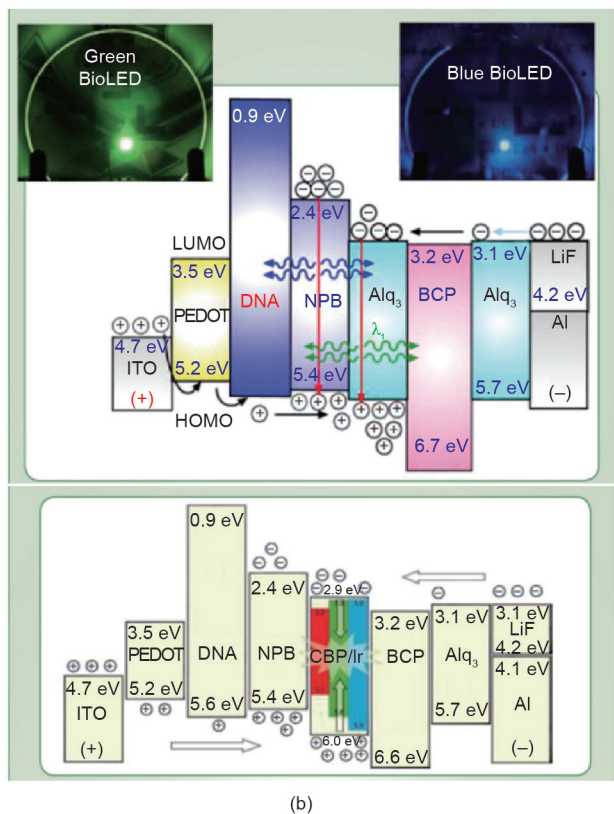 Green
BioLED
Blue BioLED
0.9 eV
2.4 eV
LUMO
3.5 eV
3.2 eV
3.1 eV
LiF
4.2 eV
PEDOT
DNA
NPB
Alq3
BCP
Alq3
λ1
Al
4.7 eV
ITO
(+)
5.2 eV
5.4 eV
5.7 eV
(–)
HOMO
6.7 eV
0.9 eV
2.4 eV
2.9 eV
3.5 eV
PEDOT
5.2 eV
DNA
NPB
CBP/Ir
3.2 eV
BCP
3.1 eV
Alq3
3.1 eV
LiF
4.2 eV
4.1 eV
4.7 eV
ITO
(+)
5.6 eV
5.4 eV
6.0 eV
5.7 eV
Al
(–)
6.6 eV
(b)